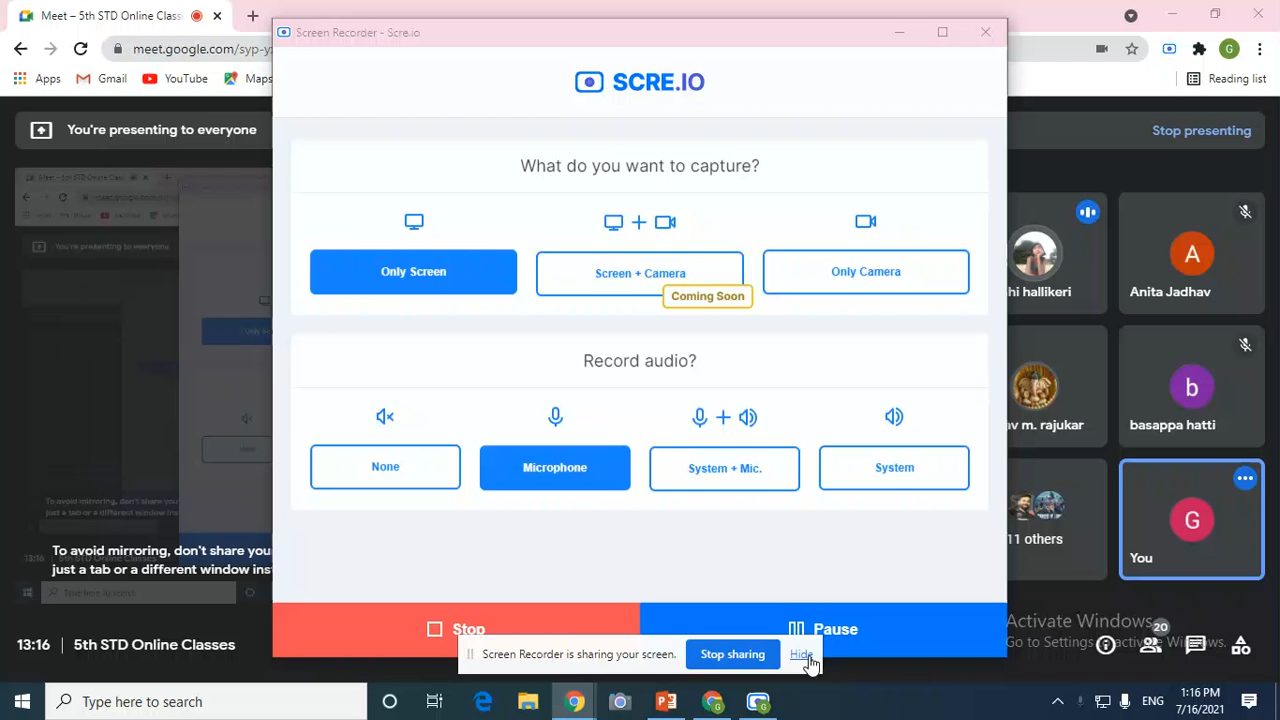 Meet – 5th STD Online Classes
Screen Recorder - Scre.io
meet.google.com/syp-y
Apps
Gmail
YouTube
Maps
Reading list
SCRE.IO
You're presenting to everyone
Stop presenting
What do you want to capture?
Only Screen
Screen + Camera
Only Camera
Coming Soon
Record audio?
None
Microphone
System + Mic.
System
hi hallikeri
A
Anita Jadhav
av m. rajukar
b
basappa hatti
11 others
G
You
To avoid mirroring, don't share you
just a tab or a different window ins
Stop
Pause
Screen Recorder is sharing your screen.
Stop sharing
Hide
13:16
5th STD Online Classes
Activate Windows
Go to Settings to activate Windows.
20
Type here to search
ENG
1:16 PM
7/16/2021